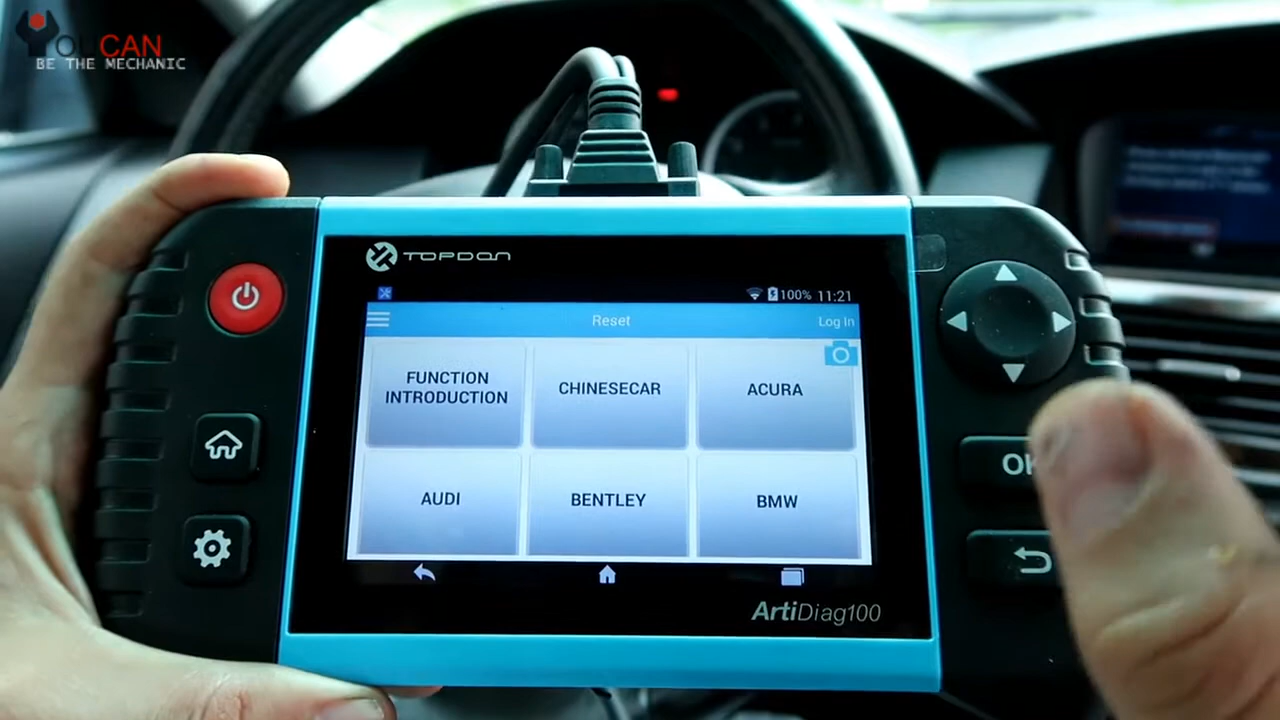 YOUCAN
BE THE MECHANIC
TOPDON
100% 11:21
Reset
Log In
FUNCTION
INTRODUCTION
CHINESECAR
ACURA
AUDI
BENTLEY
BMW
ArtiDiag100